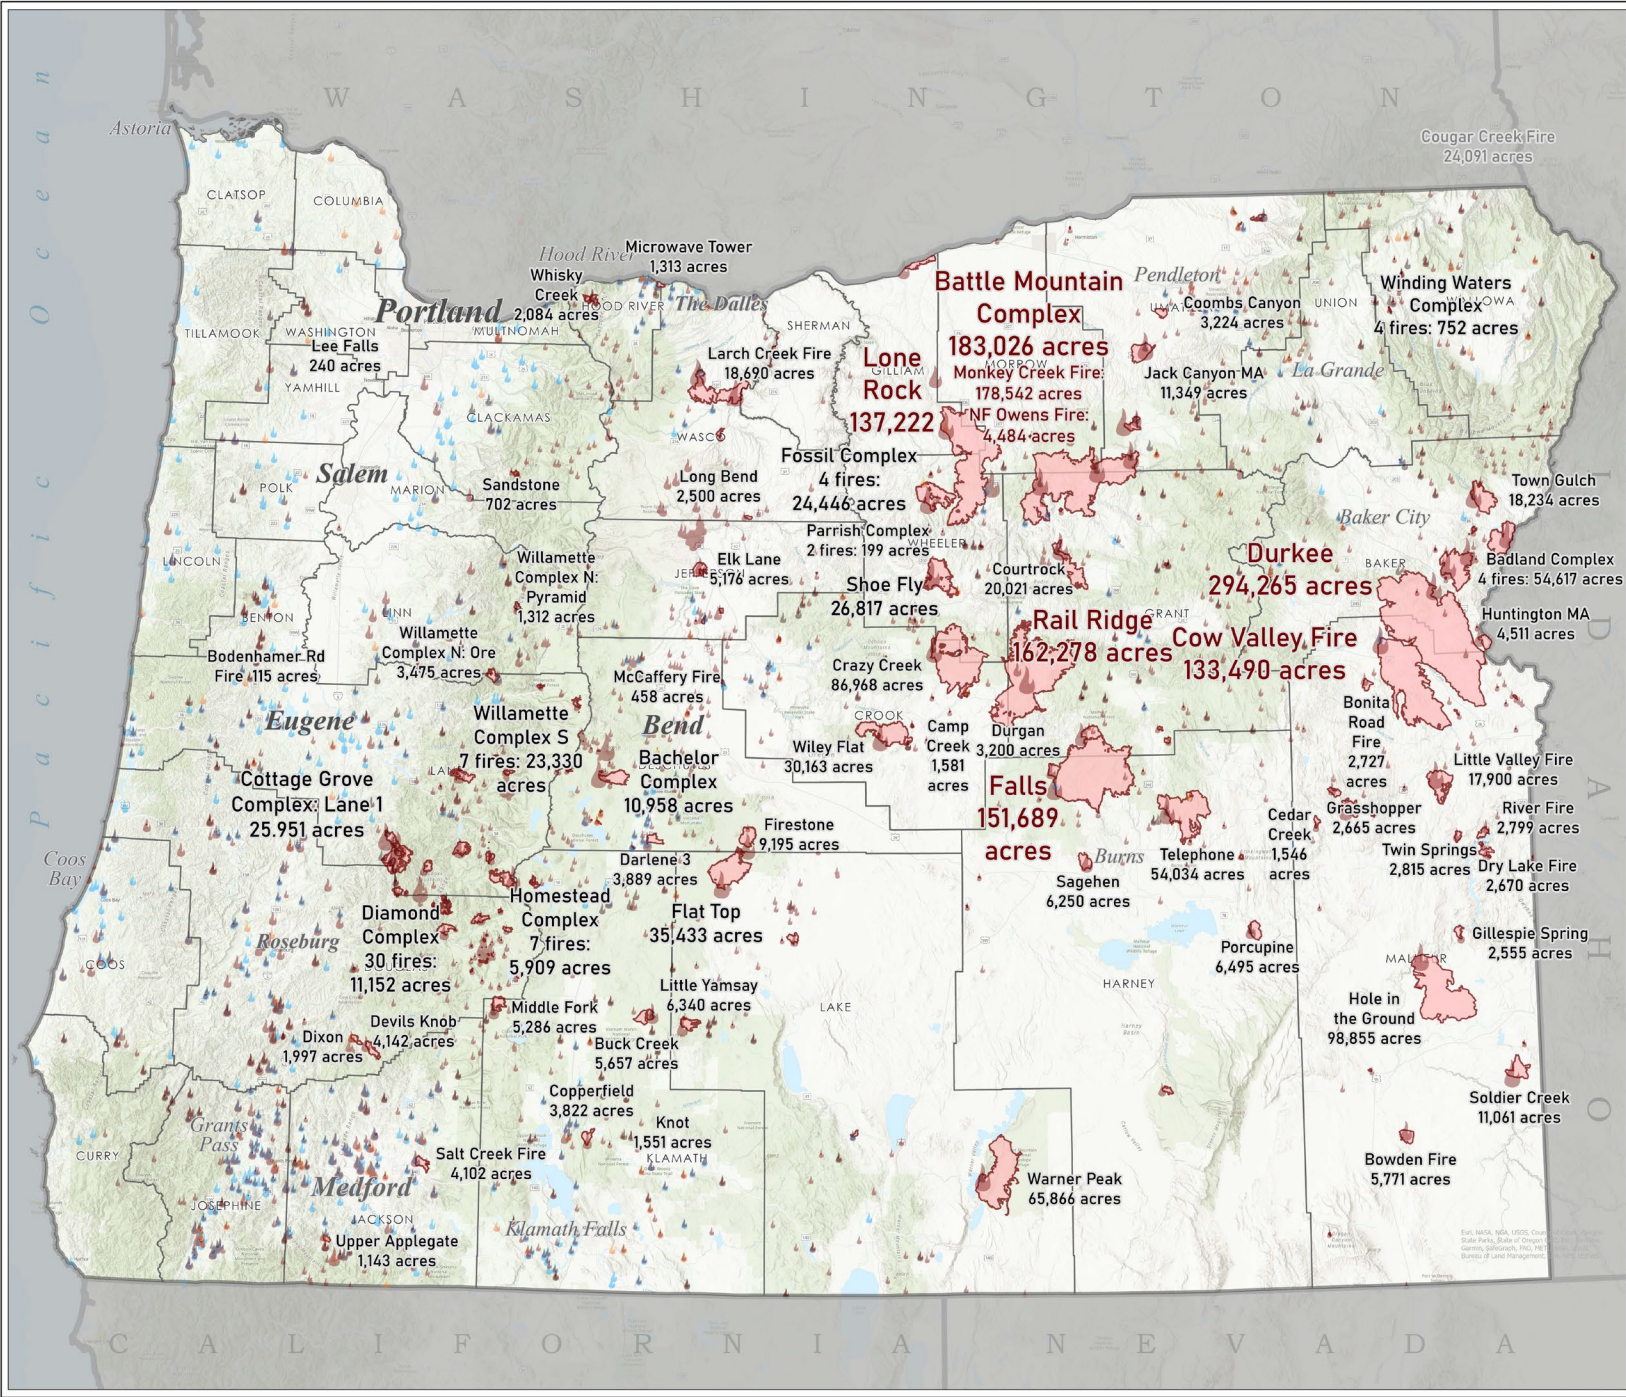 WASHINGTON
Pacific Ocean
Astoria
Cougar Creek Fire
24,091 acres
CLATSOP
COLUMBIA
Hood River
Microwave Tower
1,313 acres
Whisky
Creek
2,084 acres
HOOD RIVER
The Dalles
Portland
MULTNOMAH
TILLAMOOK
WASHINGTON
Lee Falls
240 acres
YAMHILL
CLACKAMAS
SHERMAN
Larch Creek Fire
18,690 acres
WASCO
GILLIAM
Lone
Rock
137,222
Battle Mountain
Complex
183,026 acres
MORROW
Monkey Creek Fire:
178,542 acres
NF Owens Fire:
4,484 acres
Pendleton
UMATILLA
Coombs Canyon
3,224 acres
Jack Canyon MA
11,349 acres
UNION
La Grande
Winding Waters
Complex
4 fires: 752 acres
WALLOWA
Salem
POLK
MARION
Sandstone
702 acres
Long Bend
2,500 acres
Fossil Complex
4 fires:
24,446 acres
Parrish Complex
2 fires: 199 acres
WHEELER
Town Gulch
18,234 acres
Baker City
BAKER
Badland Complex
4 fires: 54,617 acres
Durkee
294,265 acres
Huntington MA
4,511 acres
LINCOLN
BENTON
LINN
Willamette
Complex N:
Pyramid
1,312 acres
Elk Lane
5,176 acres
JEFFERSON
Shoe Fly
26,817 acres
Courtrock
20,021 acres
GRANT
Rail Ridge
162,278 acres
Cow Valley Fire
133,490 acres
Bodenhamer Rd
Fire 115 acres
Willamette
Complex N: Ore
3,475 acres
McCaffery Fire
458 acres
Crazy Creek
86,968 acres
CROOK
Eugene
Bend
Willamette
Complex S
7 fires: 23,330
acres
LANE
Bachelor
Complex
10,958 acres
DESCHUTES
Wiley Flat
30,163 acres
Camp
Creek
1,581
acres
Durgan
3,200 acres
Falls
151,689
acres
Bonita
Road
Fire
2,727
acres
Little Valley Fire
17,900 acres
Grasshopper
2,665 acres
River Fire
2,799 acres
Cedar
Creek
1,546
acres
Twin Springs
2,815 acres
Dry Lake Fire
2,670 acres
Cottage Grove
Complex: Lane 1
25.951 acres
Coos
Bay
Firestone
9,195 acres
Darlene 3
3,889 acres
Flat Top
35,433 acres
Burns
Sagehen
6,250 acres
Telephone
54,034 acres
Porcupine
6,495 acres
Gillespie Spring
2,555 acres
Homestead
Complex
7 fires:
5,909 acres
Diamond
Complex
30 fires:
11,152 acres
DOUGLAS
Roseburg
COOS
Little Yamsay
6,340 acres
LAKE
HARNEY
MALHEUR
Hole in
the Ground
98,855 acres
Middle Fork
5,286 acres
Buck Creek
5,657 acres
Devils Knob
4,142 acres
Dixon
1,997 acres
Soldier Creek
11,061 acres
Copperfield
3,822 acres
Knot
1,551 acres
KLAMATH
Grants
Pass
CURRY
Salt Creek Fire
4,102 acres
Medford
JOSEPHINE
JACKSON
Upper Applegate
1,143 acres
Klamath Falls
Warner Peak
65,866 acres
Bowden Fire
5,771 acres
IDAHO
CALIFORNIA
NEVADA